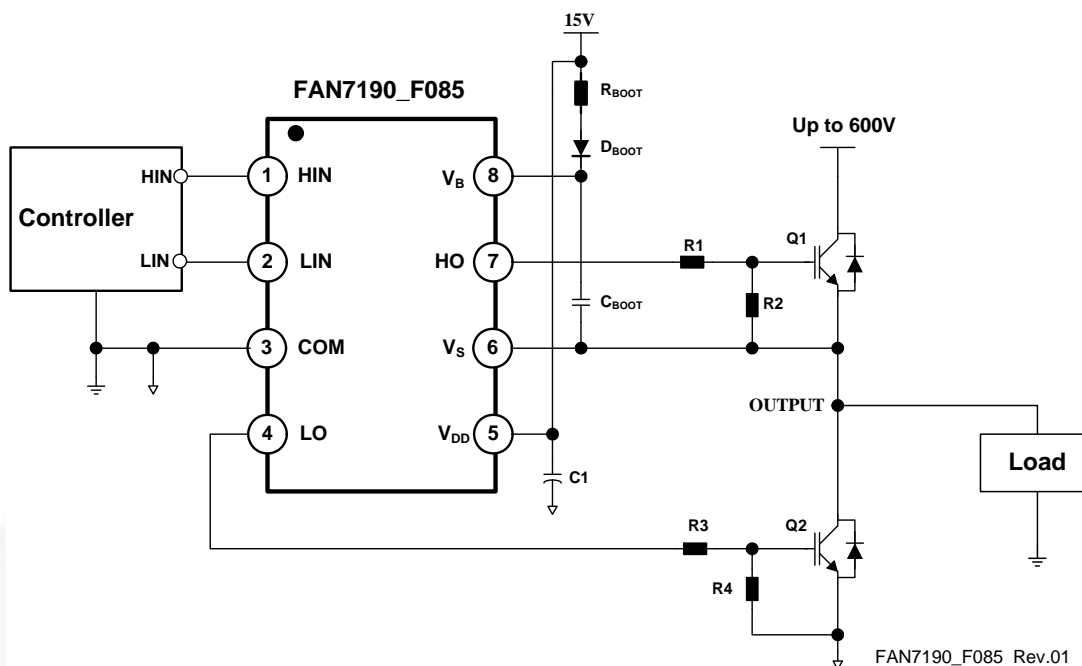 15V
FAN7190_F085
RBOOT
Up to 600V
DBOOT
HIN
1
HIN
VB
8
Controller
R1
Q1
LIN
2
LIN
HO
7
R2
CBOOT
3
COM
VS
6
OUTPUT
4
LO
VDD
5
Load
C1
R3
Q2
R4
FAN7190_F085 Rev.01